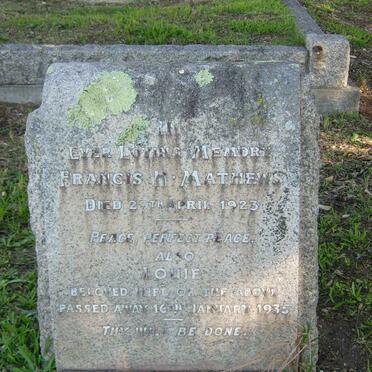 IN
EVER LOVING MEMORY
FRANCIS H. MATHEWS
DIED 25TH APRIL 1923
PEACE, PERFECT PEACE.
ALSO
LOUIE
BELOVED WIFE OF THE ABOVE
PASSED AWAY 16TH JANUARY 1935
THY WILL BE DONE.